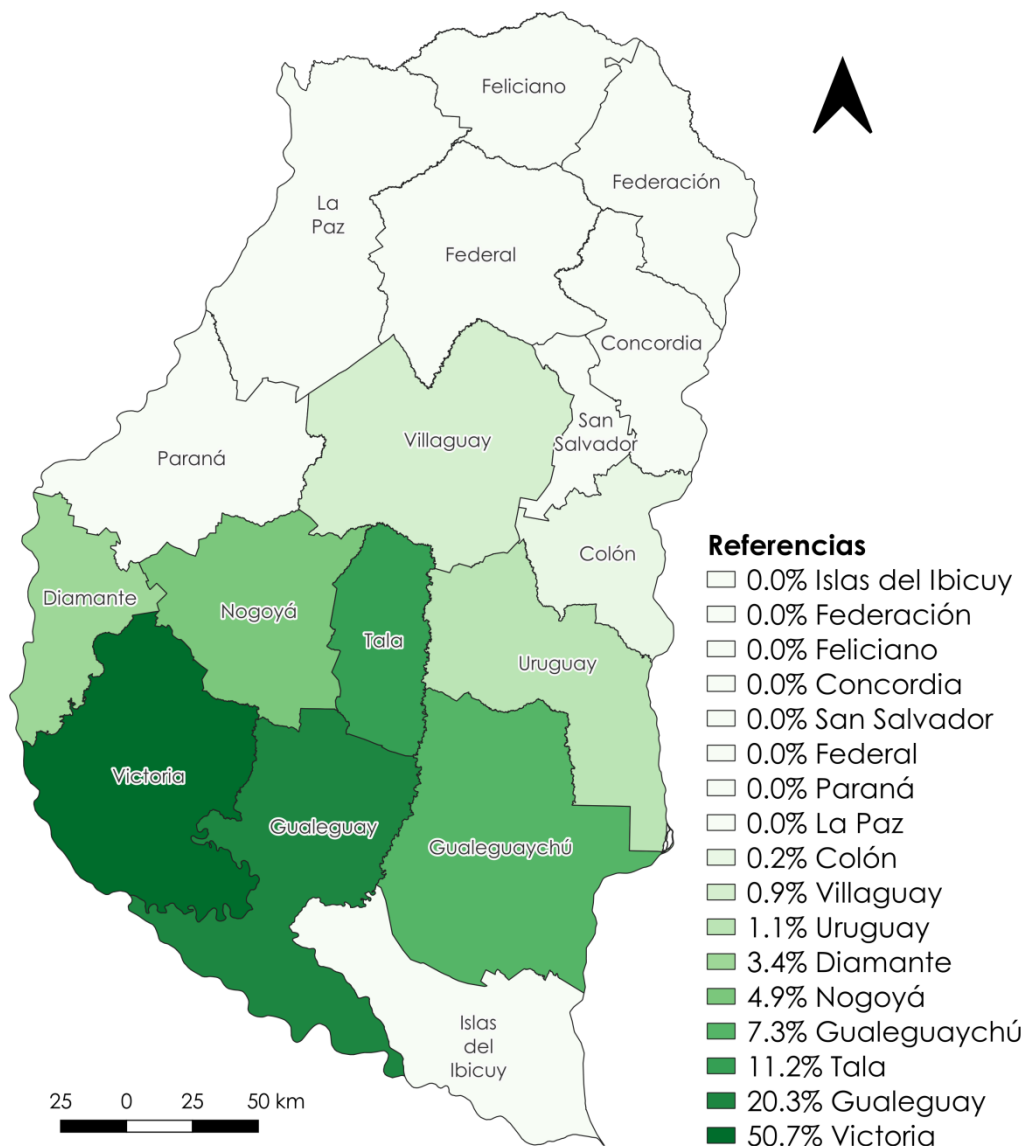 Feliciano
Federación
La
Paz
Federal
Concordia
San
Salvador
Villaguay
Paraná
Colón
Diamante
Nogoyá
Tala
Uruguay
Victoria
Gualeguay
Gualeguaychú
Islas
del
Ibicuy
25 0 25 50 km
Referencias
0.0% Islas del Ibicuy
0.0% Federación
0.0% Feliciano
0.0% Concordia
0.0% San Salvador
0.0% Federal
0.0% Paraná
0.0% La Paz
0.2% Colón
0.9% Villaguay
1.1% Uruguay
3.4% Diamante
4.9% Nogoyá
7.3% Gualeguaychú
11.2% Tala
20.3% Gualeguay
50.7% Victoria